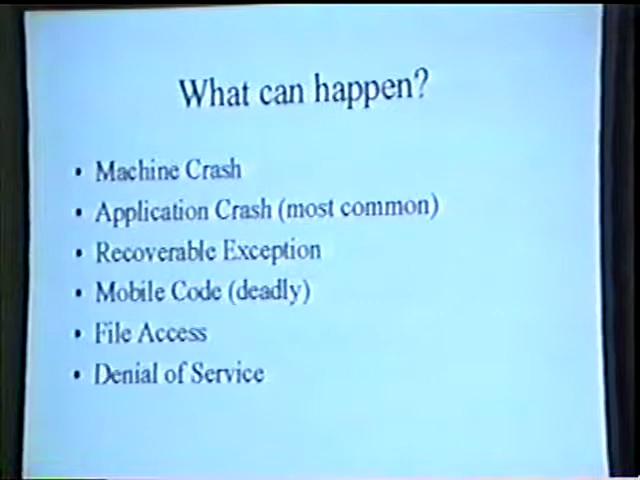 What can happen?
• Machine Crash
• Application Crash (most common)
• Recoverable Exception
• Mobile Code (deadly)
• File Access
• Denial of Service